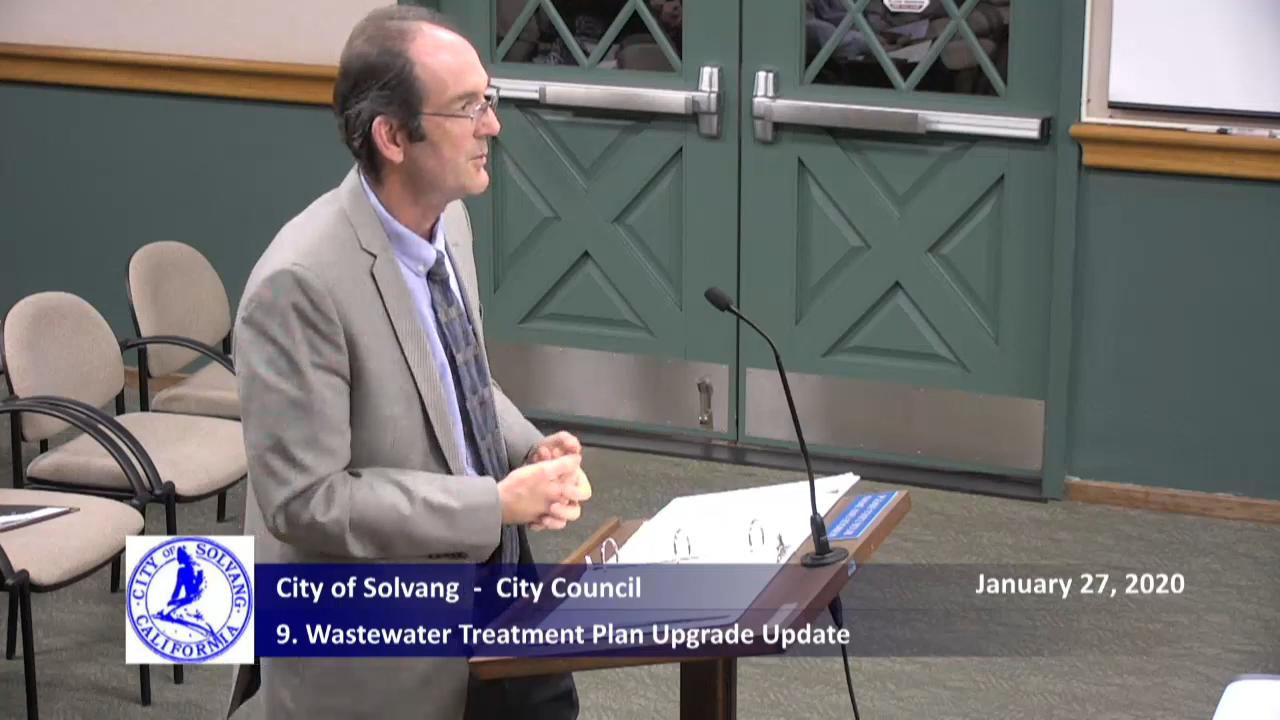 City of Solvang - City Council
January 27, 2020
9. Wastewater Treatment Plan Upgrade Update
CITY OF SOLVANG
CALIFORNIA